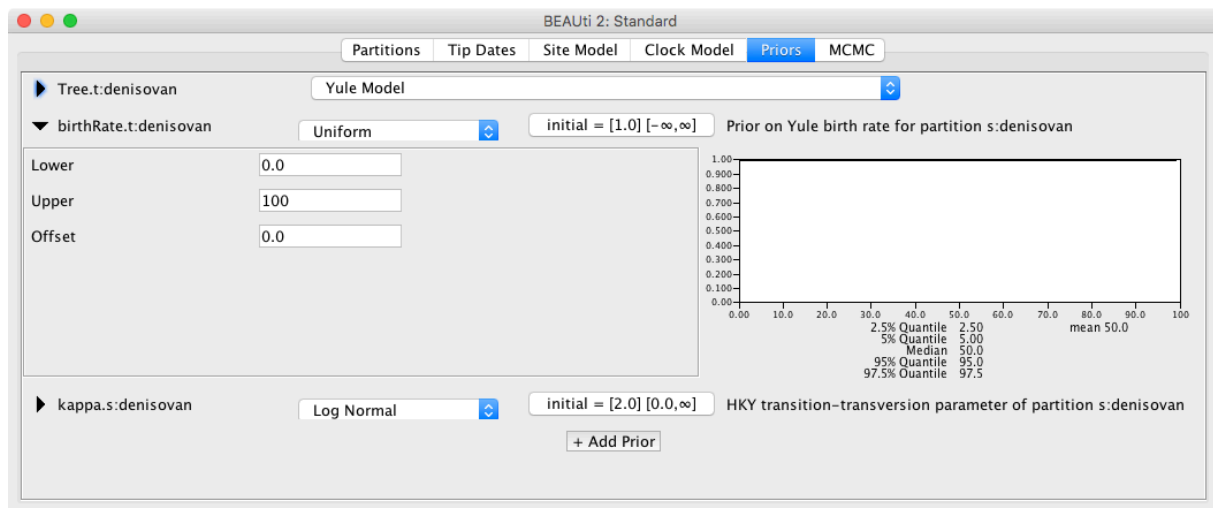 BEAUti 2: Standard
Partitions Tip Dates Site Model Clock Model Priors MCMC
Tree.t:denisovan Yule Model
birthRate.t:denisovan Uniform initial = [1.0] [-∞,∞] Prior on Yule birth rate for partition s:denisovan
Lower 0.0
Upper 100
Offset 0.0
1.00
0.900
0.800
0.700
0.600
0.500
0.400
0.300
0.200
0.100
0.00
0.00 10.0 20.0 30.0 40.0 50.0 60.0 70.0 80.0 90.0 100
2.5% Quantile 2.50 mean 50.0
5% Quantile 5.00
Median 50.0
95% Quantile 95.0
97.5% Quantile 97.5
kappa.s:denisovan Log Normal initial = [2.0] [0.0,∞] HKY transition-transversion parameter of partition s:denisovan
+ Add Prior